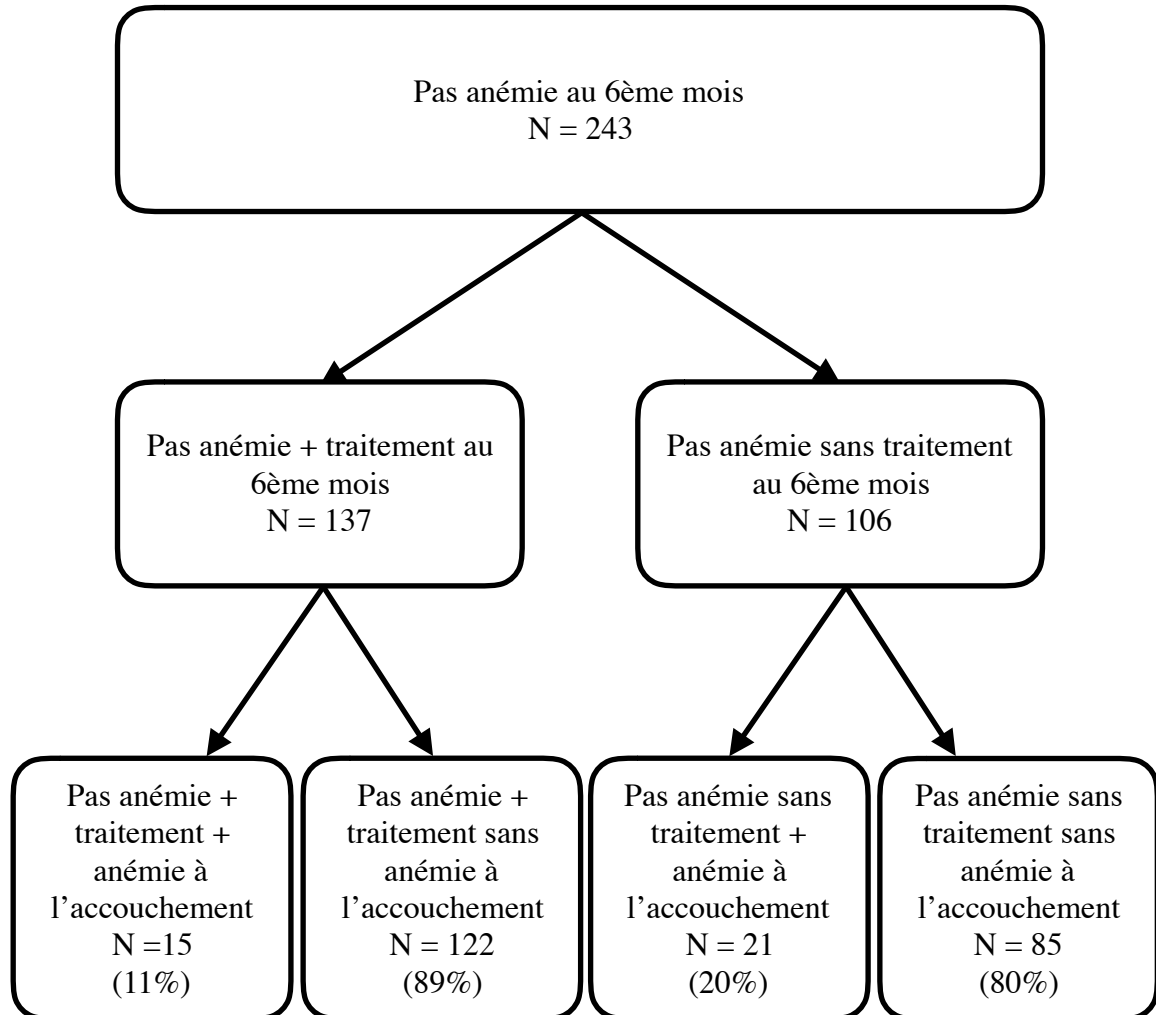 Pas anémie au 6ème mois
N = 243
Pas anémie + traitement au
6ème mois
N = 137
Pas anémie sans traitement
au 6ème mois
N = 106
Pas anémie +
traitement +
anémie à
l’accouchement
N =15
(11%)
Pas anémie +
traitement sans
anémie à
l’accouchement
N = 122
(89%)
Pas anémie sans
traitement +
anémie à
l’accouchement
N = 21
(20%)
Pas anémie sans
traitement sans
anémie à
l’accouchement
N = 85
(80%)